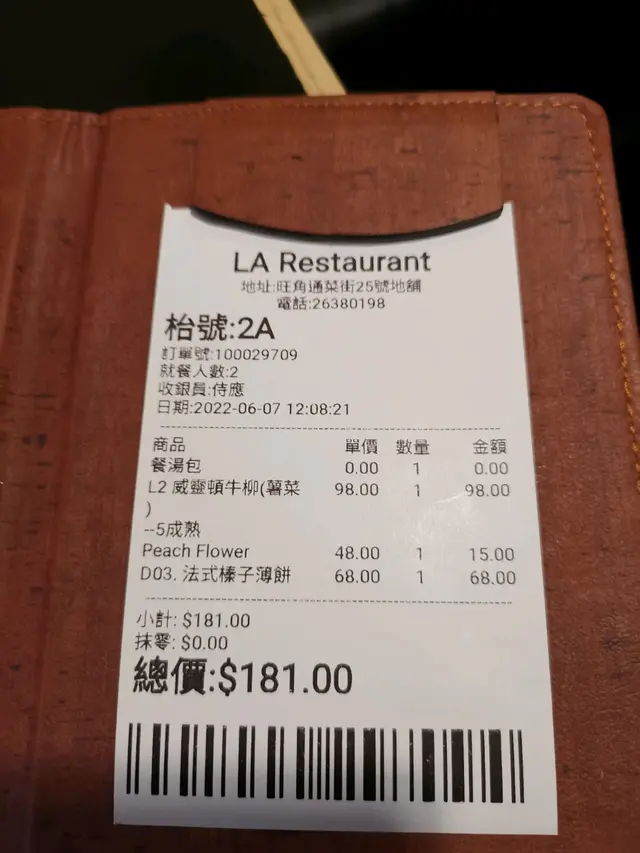 LA Restaurant
地址:旺角通菜街25號地舖
電話:26380198
枱號:2A
訂單號:100029709
就餐人數:2
收銀員:侍應
日期:2022-06-07 12:08:21
商品 單價 數量 金額
餐湯包 0.00 1 0.00
L2 威靈頓牛柳(薯菜 98.00 1 98.00
)
--5成熟
Peach Flower 48.00 1 15.00
D03. 法式榛子薄餅 68.00 1 68.00
小計: $181.00
抹零: $0.00
總價:$181.00